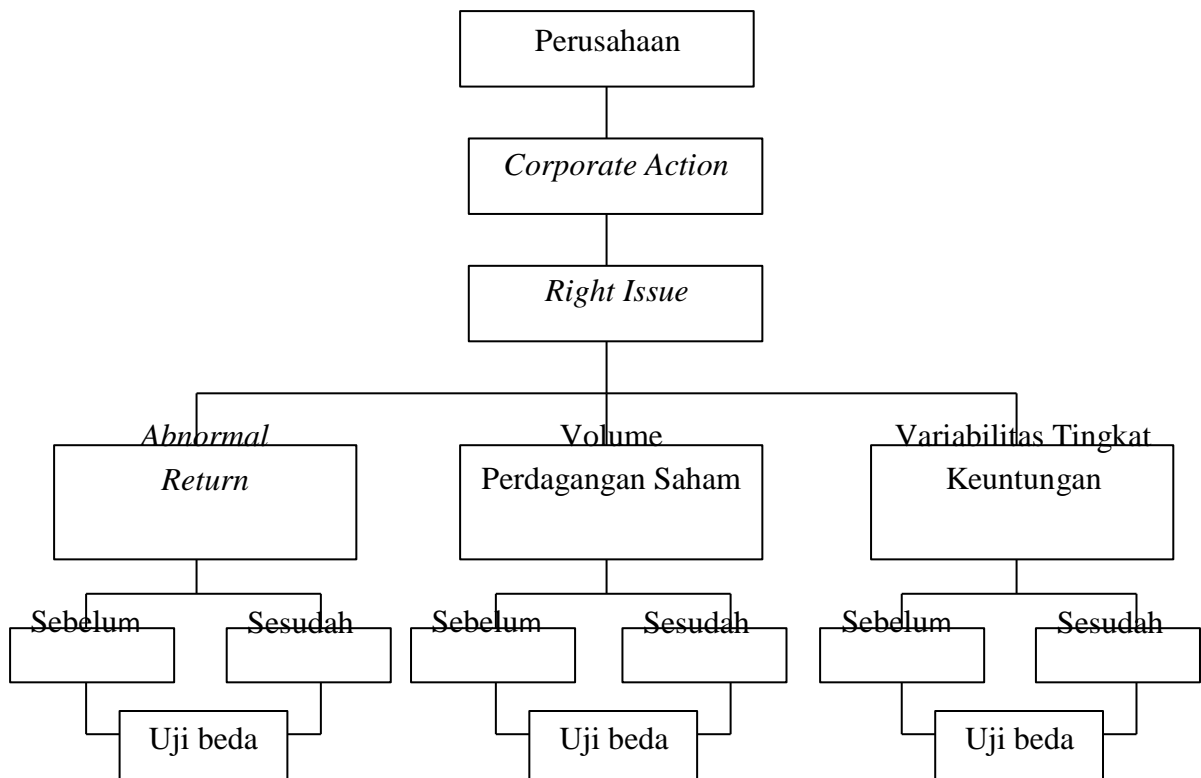 Perusahaan
Corporate Action
Right Issue
Abnormal
Return
Volume
Perdagangan Saham
Variabilitas Tingkat
Keuntungan
Sebelum
Sesudah
Sebelum
Sesudah
Sebelum
Sesudah
Uji beda
Uji beda
Uji beda